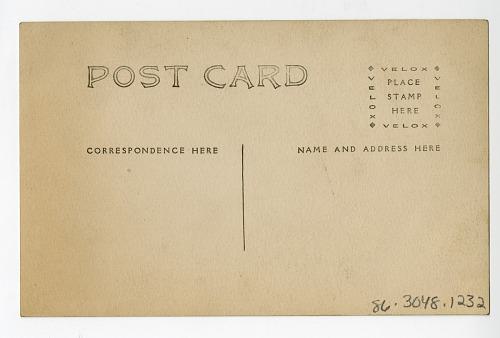 POST CARD
VELOX
VELOX PLACE VELOX
STAMP
HERE
VELOX
CORRESPONDENCE HERE
NAME AND ADDRESS HERE
86.3048.1232